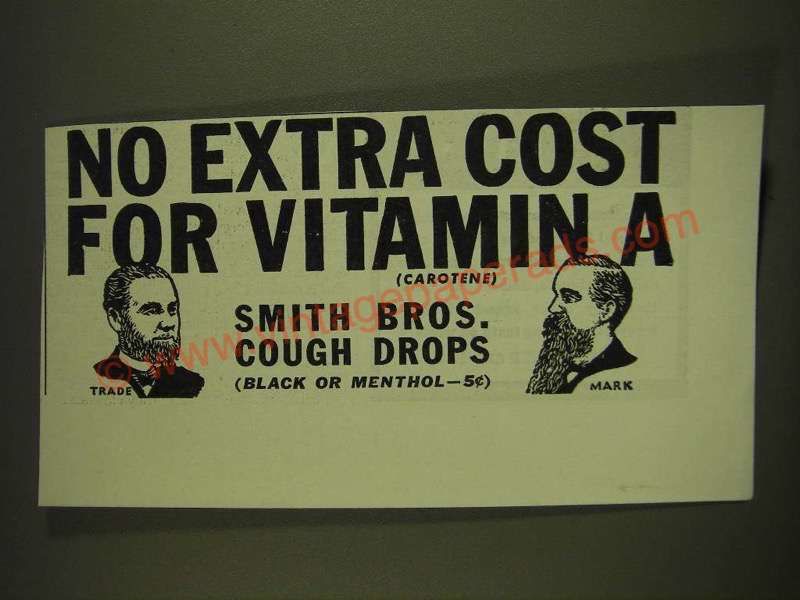 NO EXTRA COST
FOR VITAMIN A
(CAROTENE)
SMITH BROS.
COUGH DROPS
(BLACK OR MENTHOL—5¢)
TRADE
MARK
© www.vintagepaperads.com